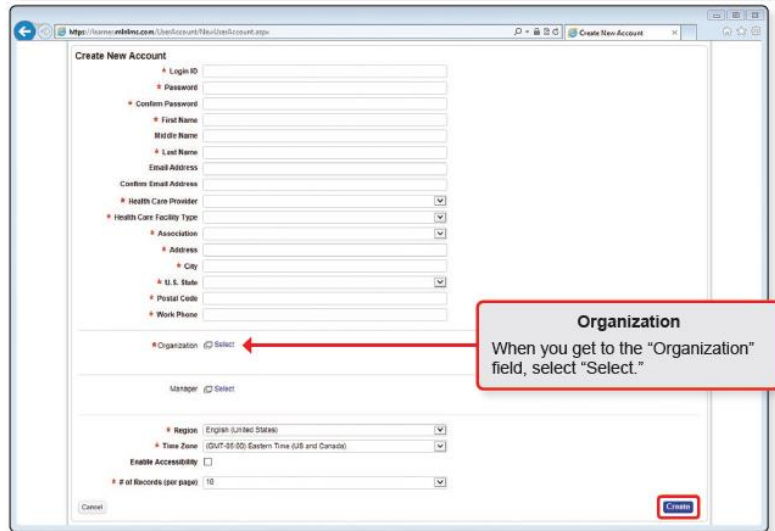 https://learner.minlms.com/UserAccount/NewUserAccount.aspx
Create New Account
Create New Account
* Login ID
* Password
* Confirm Password
* First Name
Middle Name
* Last Name
Email Address
Confirm Email Address
* Health Care Provider
* Health Care Facility Type
* Association
* Address
* City
* U.S. State
* Postal Code
* Work Phone
Organization
When you get to the “Organization”
field, select “Select.”
* Organization Select
Manager Select
* Region English (United States)
* Time Zone (GMT-05:00) Eastern Time (US and Canada)
Enable Accessibility
* # of Records (per page) 10
Cancel
Create